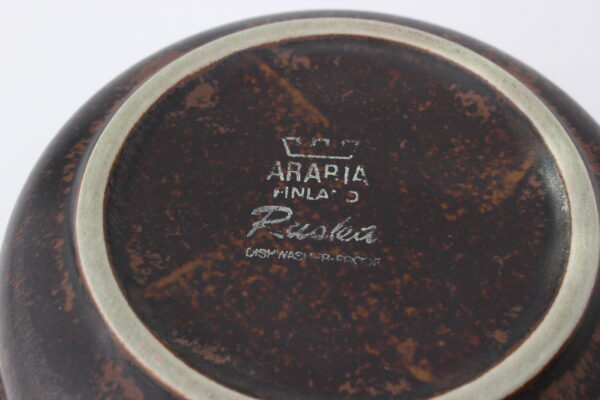 ARABIA
FINLAND
Ruska
DISHWASHER-PROOF